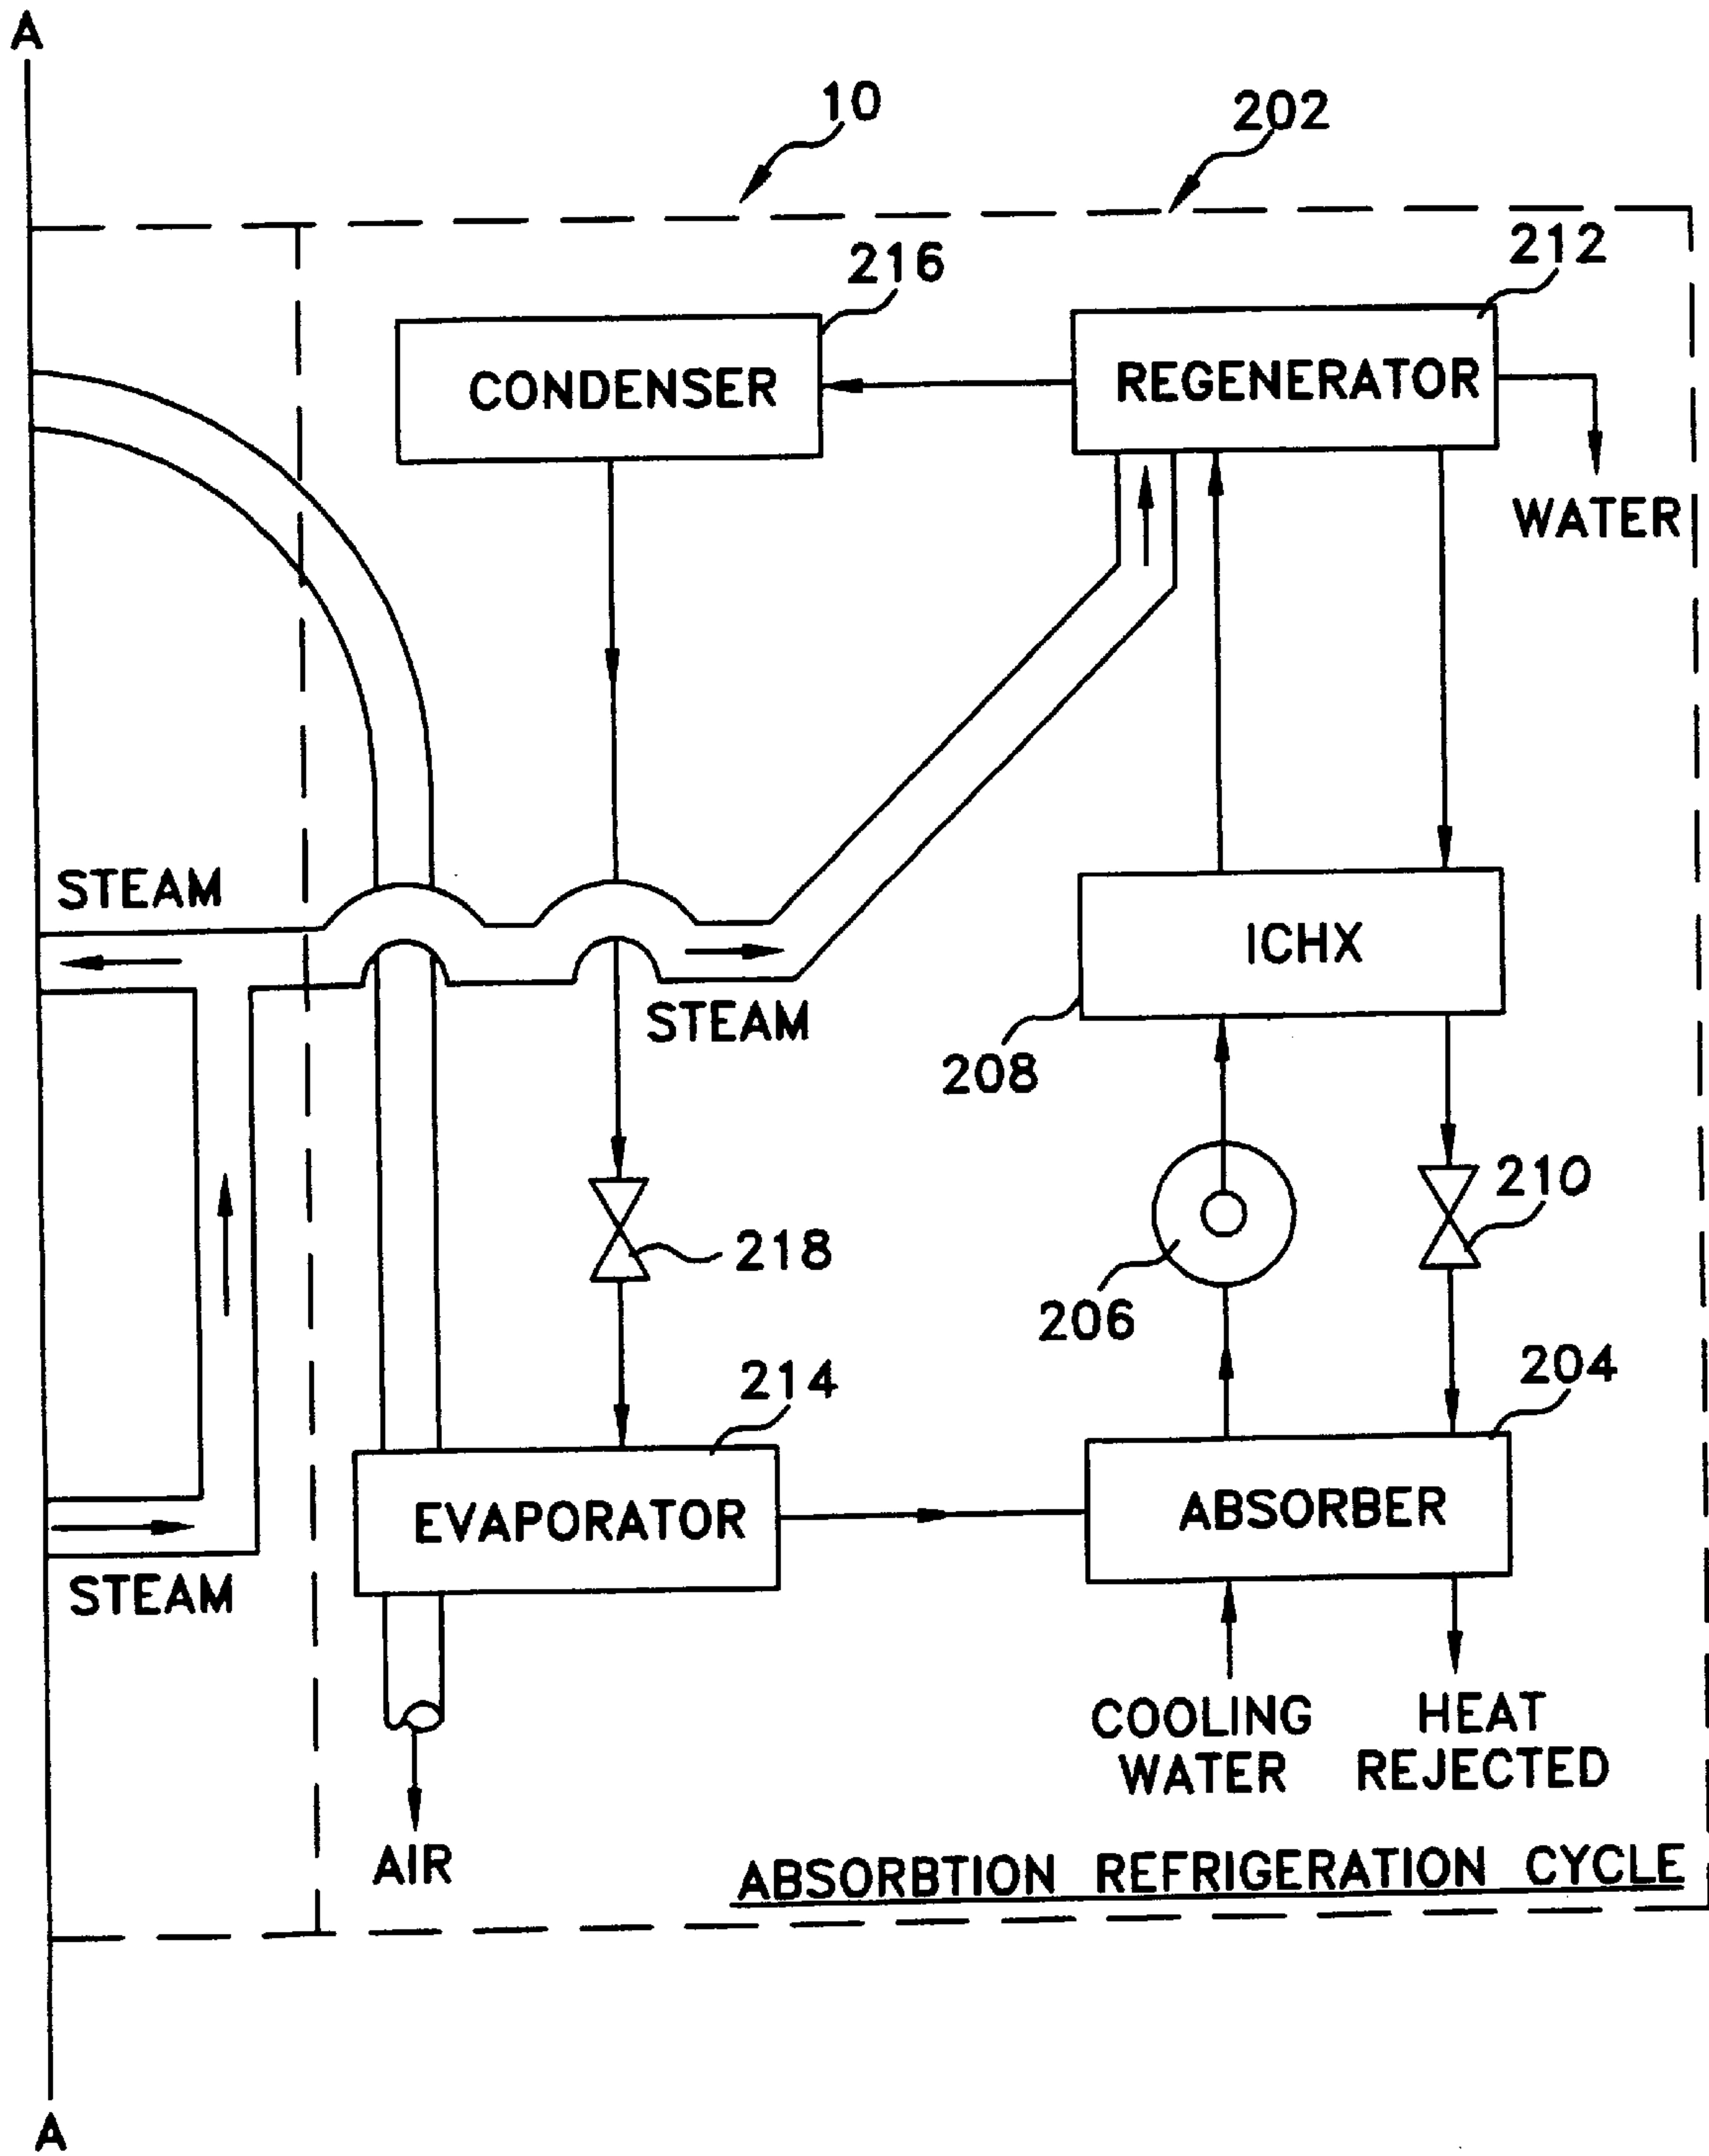 A
10
202
216
212
CONDENSER
REGENERATOR
WATER
STEAM
ICHX
STEAM
208
210
218
206
214
204
EVAPORATOR
ABSORBER
STEAM
COOLING
WATER
HEAT
REJECTED
AIR
ABSORBTION REFRIGERATION CYCLE
A